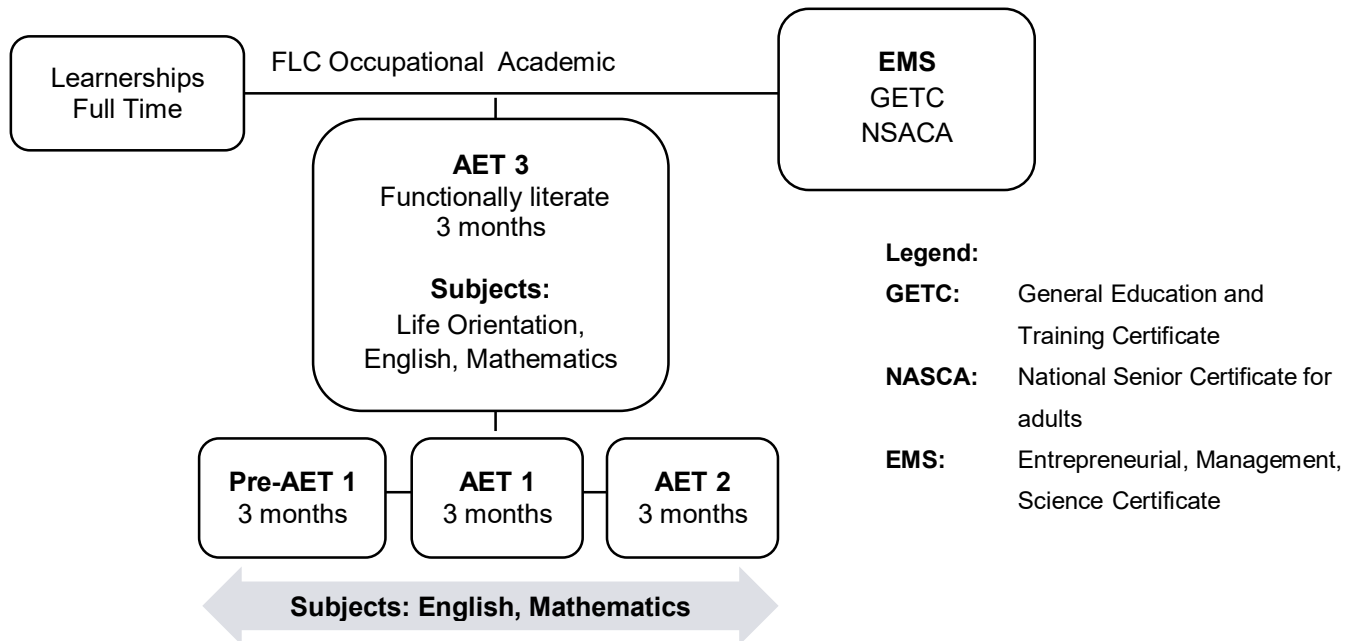 Learnerships
Full Time
FLC Occupational Academic
EMS
GETC
NSACA
AET 3
Functionally literate
3 months
Subjects:
Life Orientation,
English, Mathematics
Legend:
GETC: General Education and
Training Certificate
NASCA: National Senior Certificate for
adults
EMS: Entrepreneurial, Management,
Science Certificate
Pre-AET 1
3 months
AET 1
3 months
AET 2
3 months
Subjects: English, Mathematics